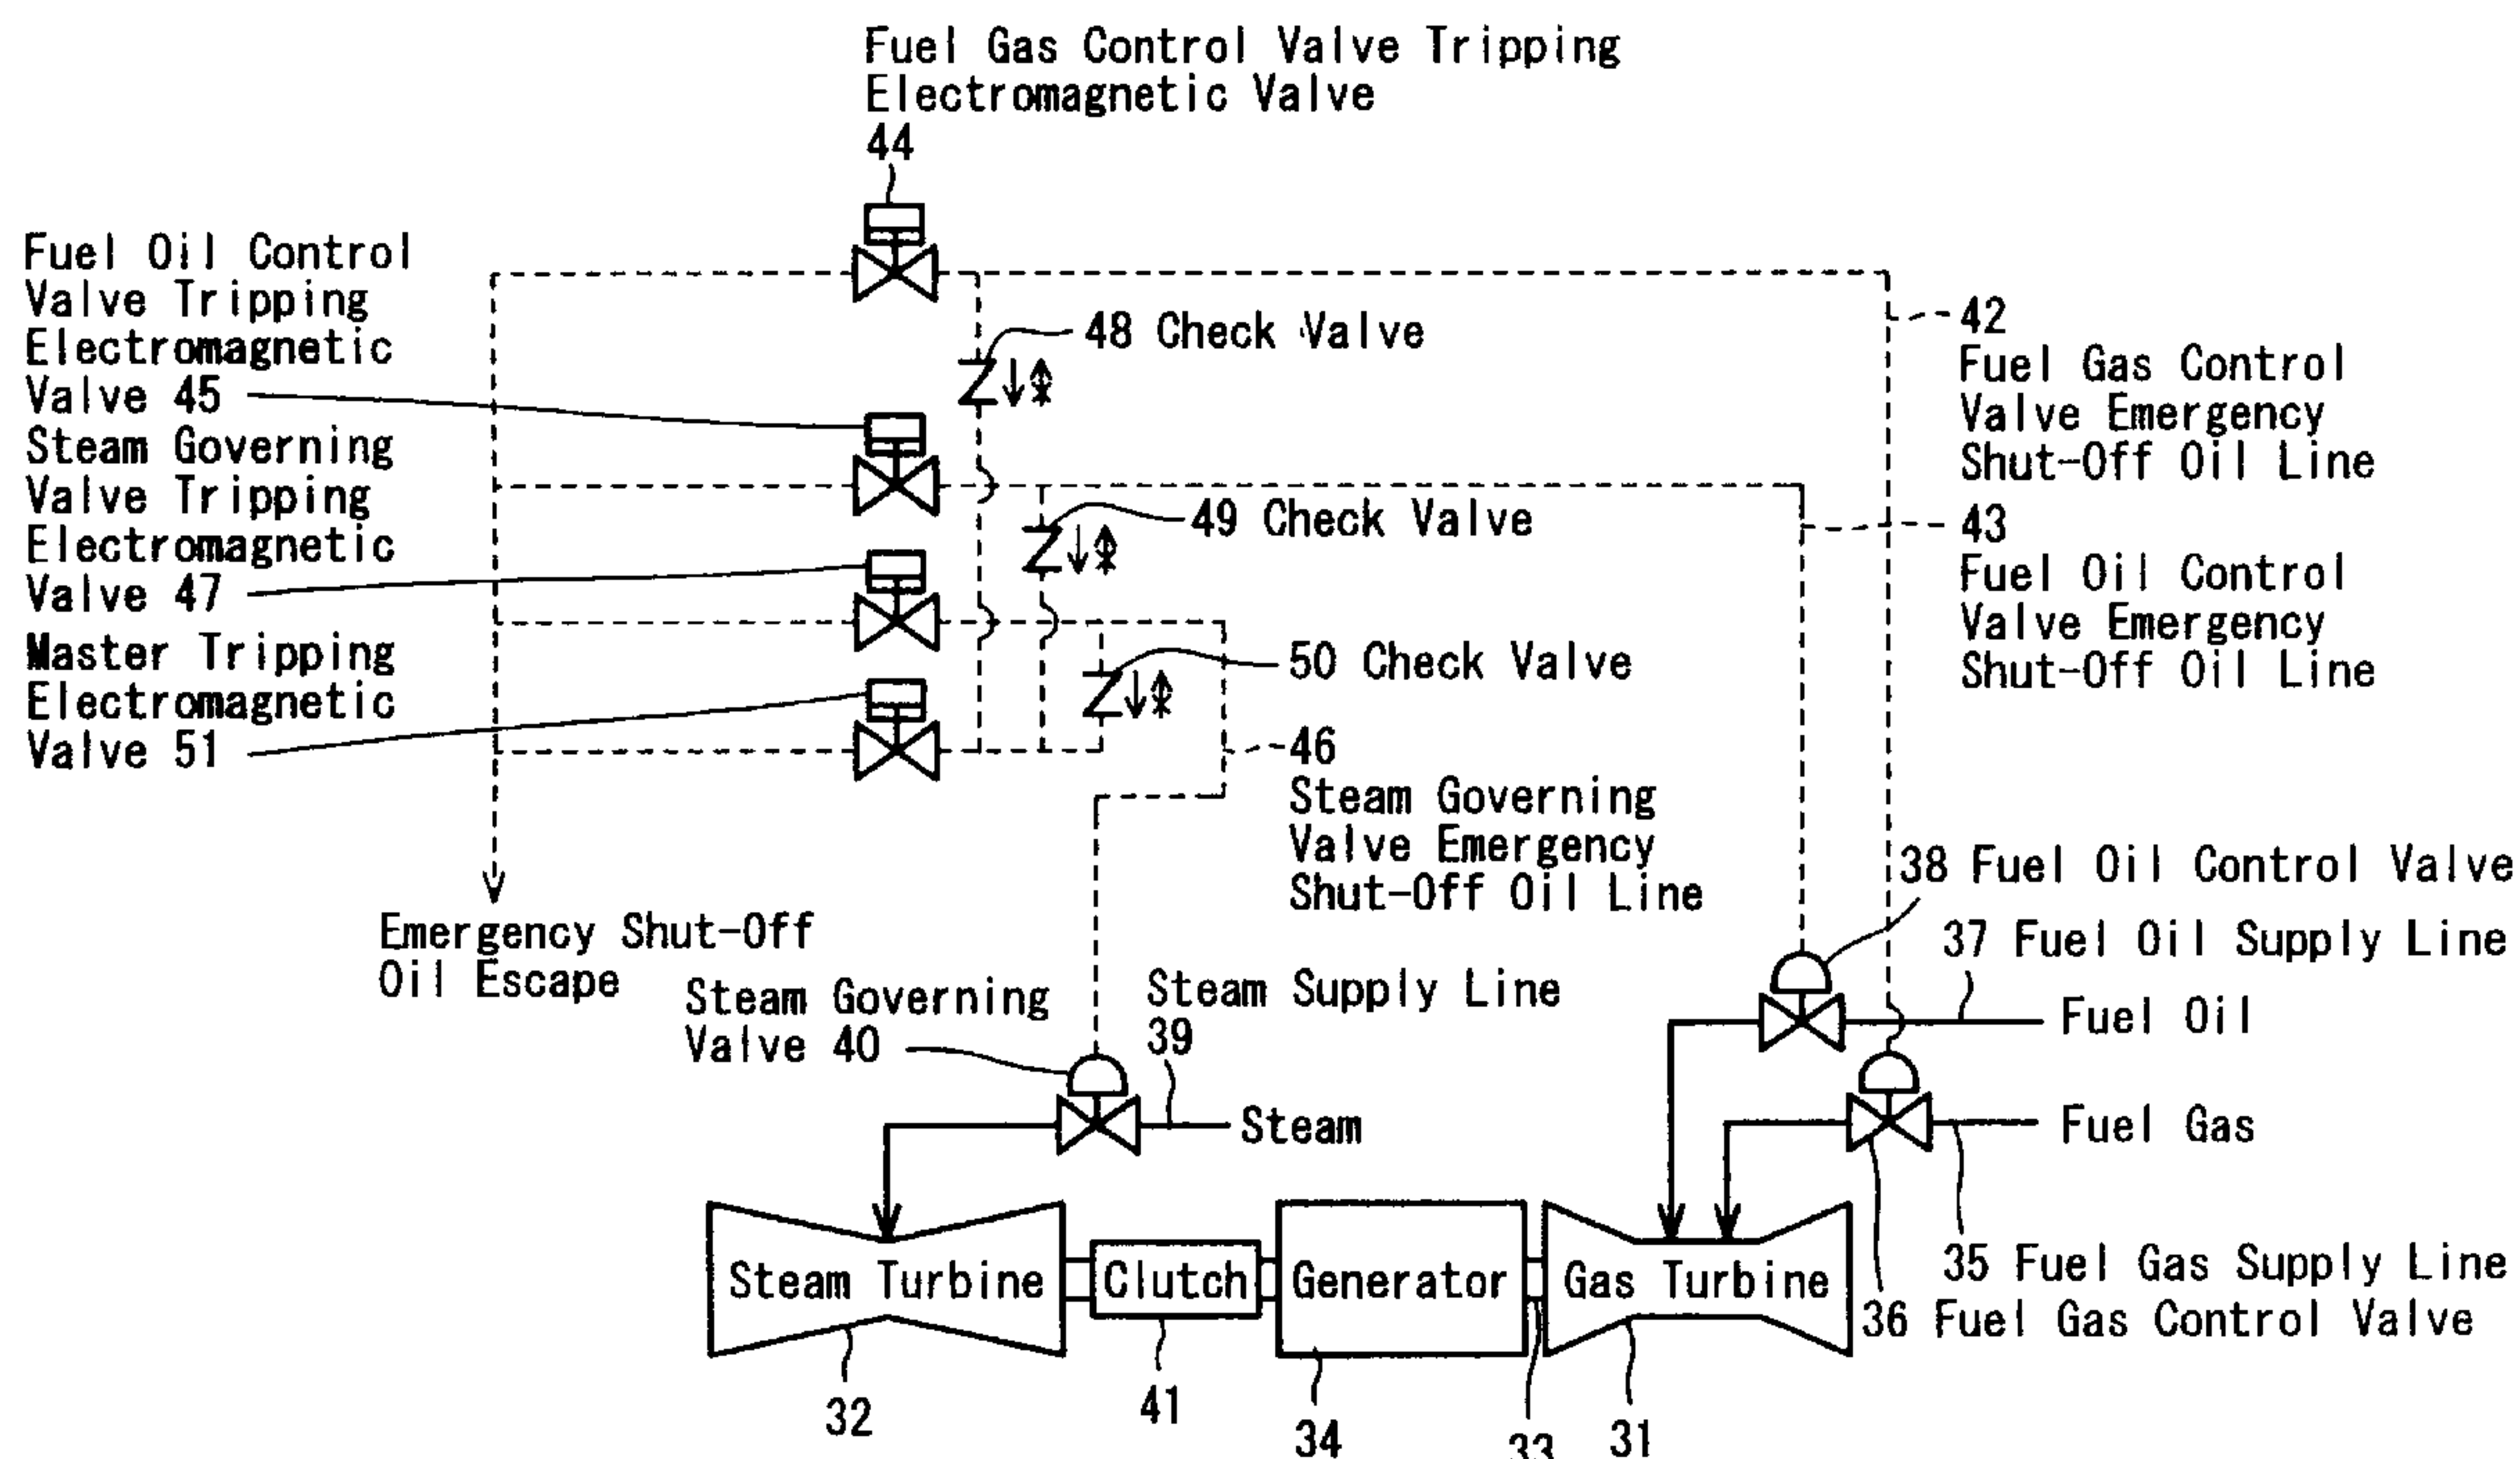 Fuel Gas Control Valve Tripping
Electromagnetic Valve
44
Fuel Oil Control
Valve Tripping
Electromagnetic
Valve 45
Steam Governing
Valve Tripping
Electromagnetic
Valve 47
Master Tripping
Electromagnetic
Valve 51
48 Check Valve
49 Check Valve
50 Check Valve
42
Fuel Gas Control
Valve Emergency
Shut-Off Oil Line
43
Fuel Oil Control
Valve Emergency
Shut-Off Oil Line
46
Steam Governing
Valve Emergency
Shut-Off Oil Line
Emergency Shut-Off
Oil Escape
Steam Governing
Valve 40
Steam Supply Line
39
Steam
38 Fuel Oil Control Valve
37 Fuel Oil Supply Line
Fuel Oil
Fuel Gas
35 Fuel Gas Supply Line
36 Fuel Gas Control Valve
Steam Turbine
Clutch
Generator
Gas Turbine
32
41
34
33
31